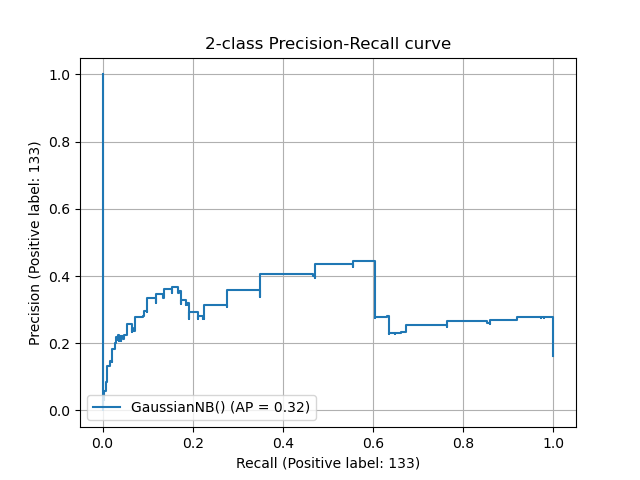 2-class Precision-Recall curve
Precision (Positive label: 133)
1.0
0.8
0.6
0.4
0.2
0.0
GaussianNB() (AP = 0.32)
0.0 0.2 0.4 0.6 0.8 1.0
Recall (Positive label: 133)